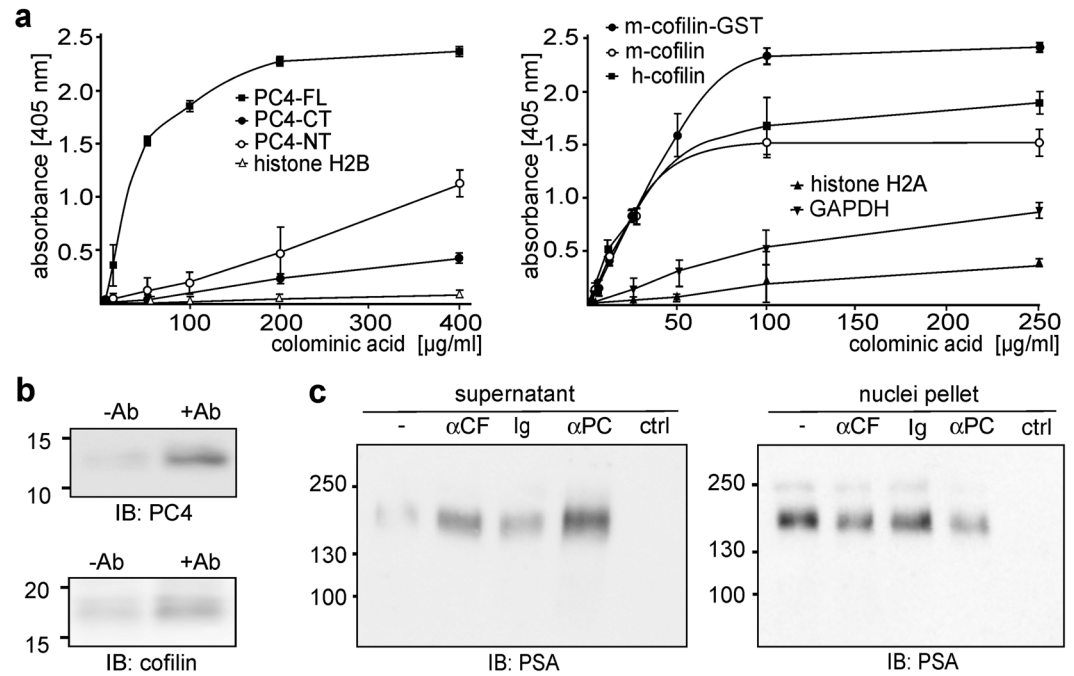 a
absorbance [405 nm]
2.5
2.0
1.5
1.0
0.5
PC4-FL
PC4-CT
PC4-NT
histone H2B
100 200 300 400
colominic acid [µg/ml]
absorbance [405 nm]
2.5
2.0
1.5
1.0
0.5
m-cofilin-GST
m-cofilin
h-cofilin
histone H2A
GAPDH
50 100 150 200 250
colominic acid [µg/ml]
b
-Ab +Ab
15
10
IB: PC4
-Ab +Ab
20
15
IB: cofilin
c
supernatant
- αCF Ig αPC ctrl
250
130
100
IB: PSA
nuclei pellet
- αCF Ig αPC ctrl
250
130
100
IB: PSA